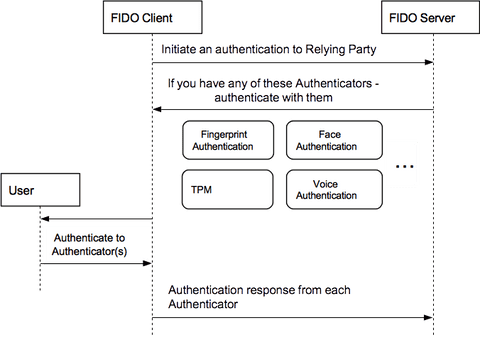 FIDO Client
FIDO Server
Initiate an authentication to Relying Party
If you have any of these Authenticators -
authenticate with them
Fingerprint
Authentication
Face
Authentication
...
TPM
Voice
Authentication
User
Authenticate to
Authenticator(s)
Authentication response from each
Authenticator